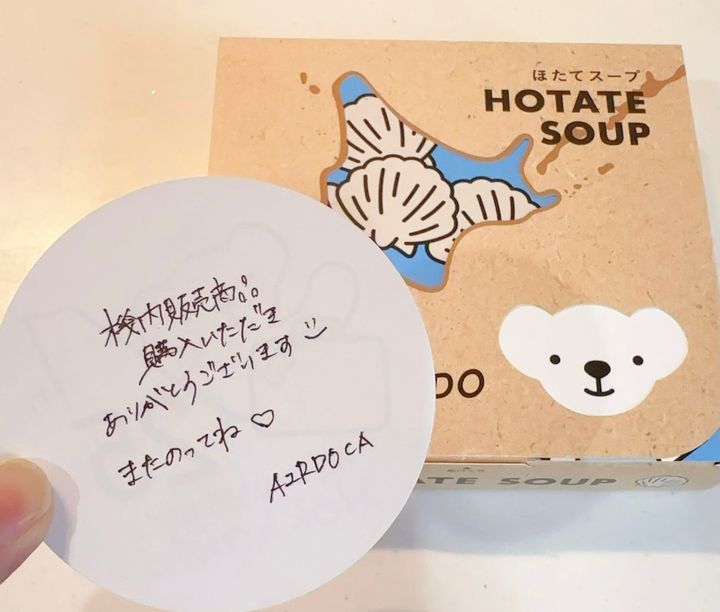 ほたてスープ
HOTATE
SOUP
DO
TATE SOUP
機内販売商品
購入いただき
ありがとうございます
またのってね♡
AIRDO CA